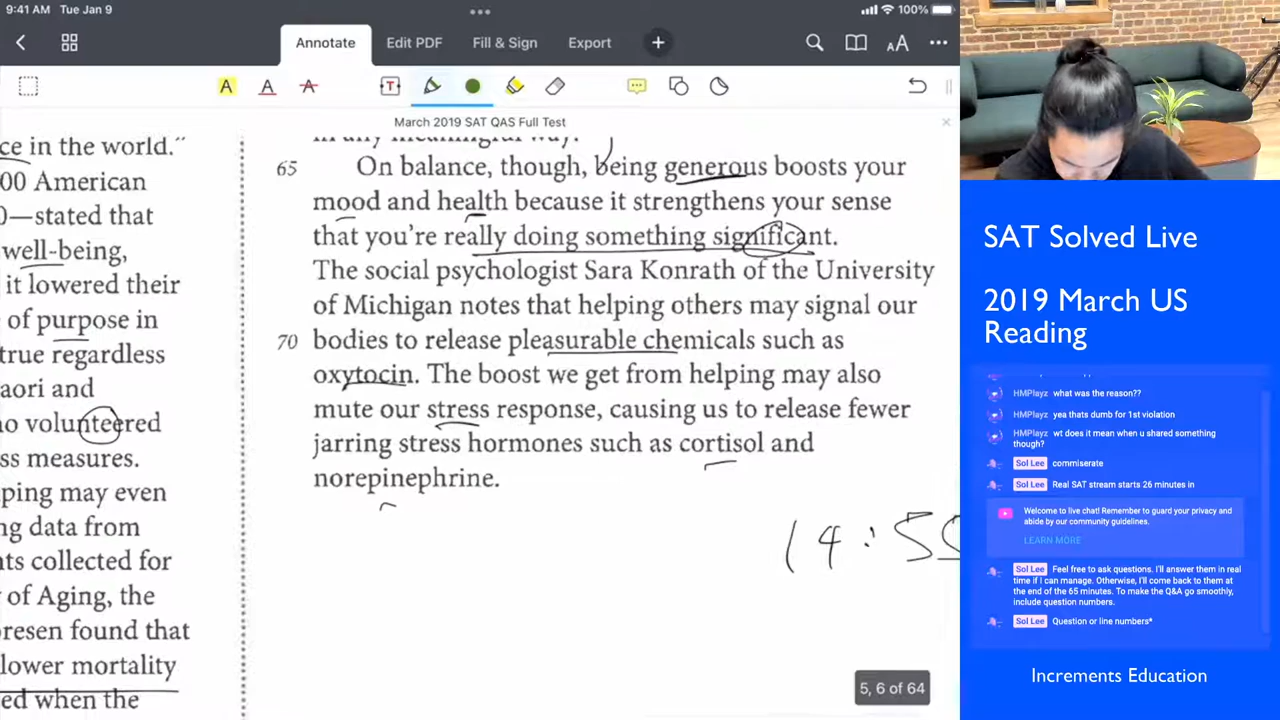 9:41 AM Tue Jan 9
100%
Annotate
Edit PDF
Fill & Sign
Export
March 2019 SAT QAS Full Test
ce in the world.”
00 American
0—stated that
well-being,
it lowered their
e of purpose in
true regardless
aori and
no volunteered
ss measures.
ping may even
ng data from
nts collected for
y of Aging, the
oresen found that
lower mortality
ed when the
in any meaningful way.
65 On balance, though, being generous boosts your
mood and health because it strengthens your sense
that you’re really doing something significant.
The social psychologist Sara Konrath of the University
of Michigan notes that helping others may signal our
70 bodies to release pleasurable chemicals such as
oxytocin. The boost we get from helping may also
mute our stress response, causing us to release fewer
jarring stress hormones such as cortisol and
norepinephrine.
14:55
5, 6 of 64
SAT Solved Live
2019 March US
Reading
HMPlayz what was the reason??
HMPlayz yea thats dumb for 1st violation
HMPlayz wt does it mean when u shared something
though?
Sol Lee commiserate
Sol Lee Real SAT stream starts 26 minutes in
Welcome to live chat! Remember to guard your privacy and
abide by our community guidelines.
LEARN MORE
Sol Lee Feel free to ask questions. I'll answer them in real
time if I can manage. Otherwise, I'll come back to them at
the end of the 65 minutes. To make the Q&A go smoothly,
include question numbers.
Sol Lee Question or line numbers*
Increments Education